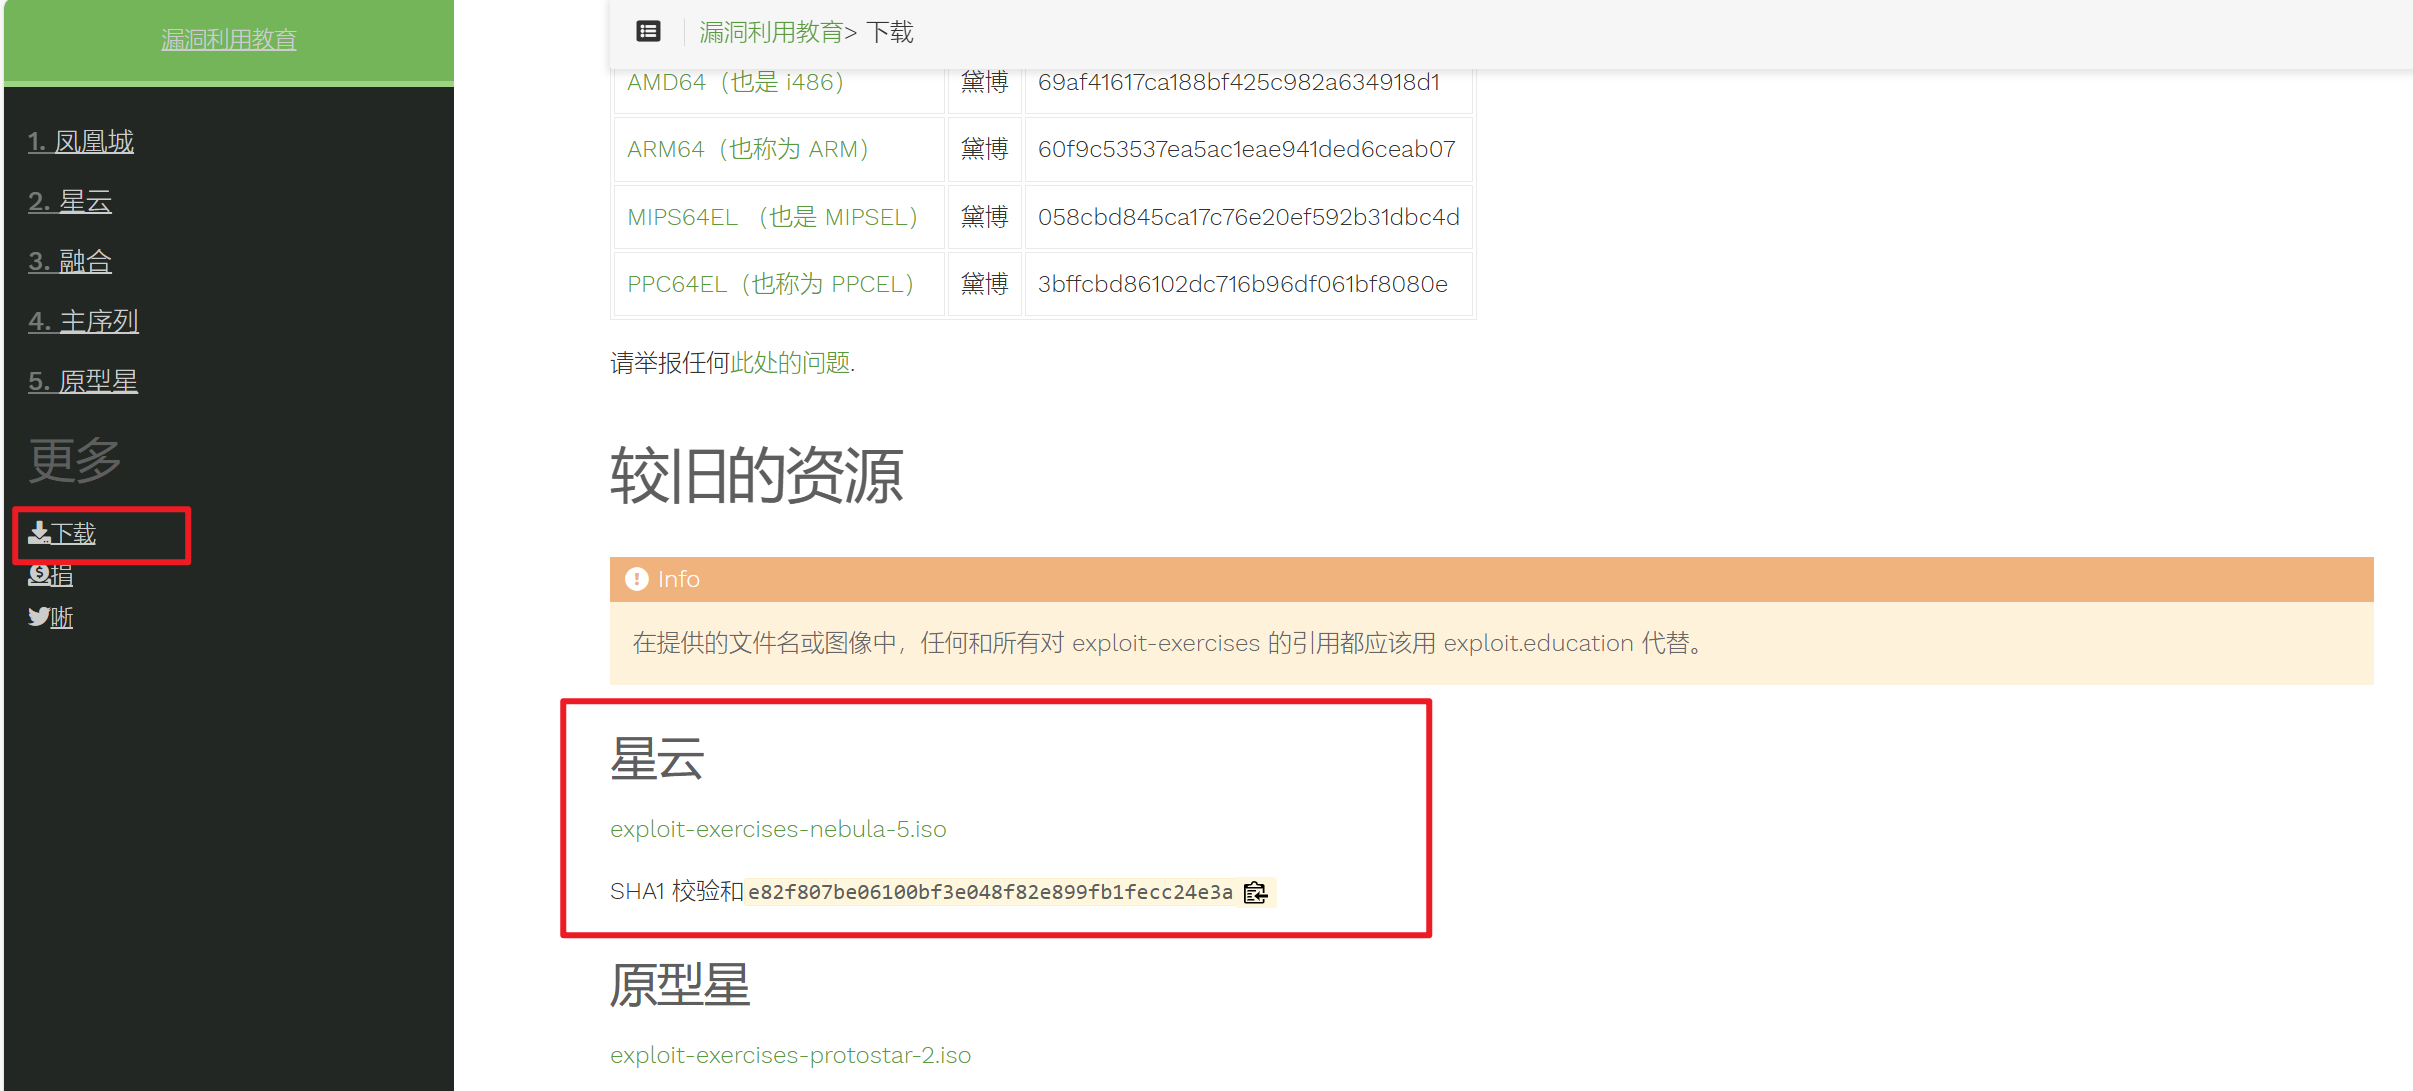 漏洞利用教育
1. 凤凰城
2. 星云
3. 融合
4. 主序列
5. 原型星
更多
下载
捐
晰
漏洞利用教育> 下载
AMD64（也是 i486） 黛博 69af41617ca188bf425c982a634918d1
ARM64（也称为 ARM） 黛博 60f9c53537ea5ac1eae941ded6ceab07
MIPS64EL （也是 MIPSEL） 黛博 058cbd845ca17c76e20ef592b31dbc4d
PPC64EL（也称为 PPCEL） 黛博 3bffcbd86102dc716b96df061bf8080e
请举报任何此处的问题.
较旧的资源
Info
在提供的文件名或图像中，任何和所有对 exploit-exercises 的引用都应该用 exploit.education 代替。
星云
exploit-exercises-nebula-5.iso
SHA1 校验和 e82f807be06100bf3e048f82e899fb1fecc24e3a
原型星
exploit-exercises-protostar-2.iso